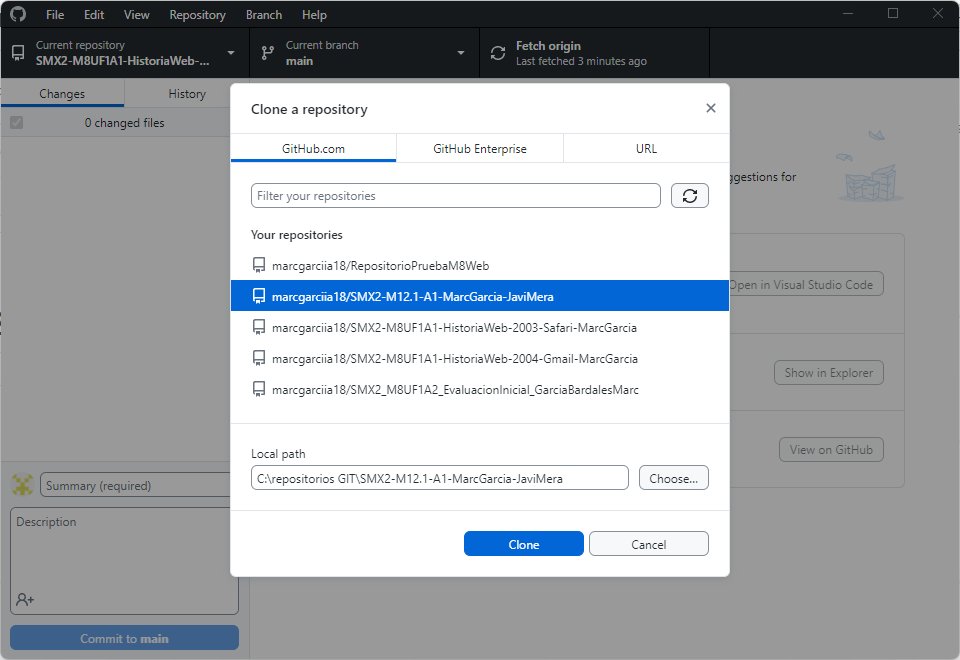 File Edit View Repository Branch Help
Current repository
SMX2-M8UF1A1-HistoriaWeb-...
Current branch
main
Fetch origin
Last fetched 3 minutes ago
Changes History
0 changed files
Clone a repository
GitHub.com GitHub Enterprise URL
Filter your repositories
ggestions for
Your repositories
marcgarciia18/RepositorioPruebaM8Web
marcgarciia18/SMX2-M12.1-A1-MarcGarcia-JaviMera
Open in Visual Studio Code
marcgarciia18/SMX2-M8UF1A1-HistoriaWeb-2003-Safari-MarcGarcia
marcgarciia18/SMX2-M8UF1A1-HistoriaWeb-2004-Gmail-MarcGarcia
Show in Explorer
marcgarciia18/SMX2_M8UF1A2_EvaluacionInicial_GarciaBardalesMarc
Local path
View on GitHub
C:\repositorios GIT\SMX2-M12.1-A1-MarcGarcia-JaviMera
Choose...
Summary (required)
Description
Clone Cancel
Commit to main